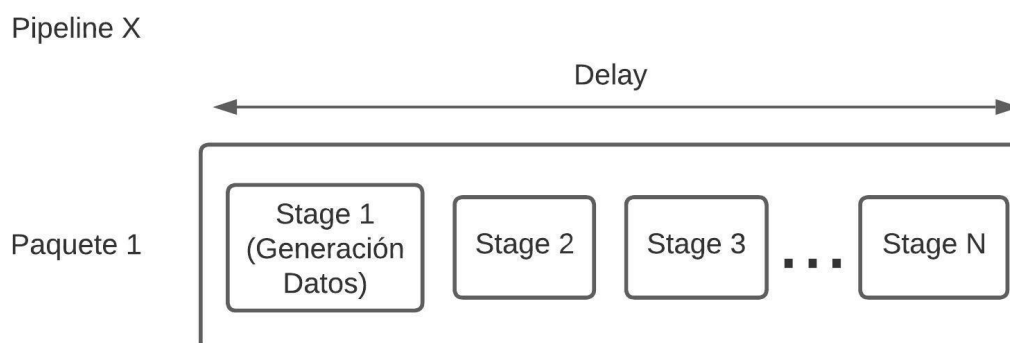 Pipeline X
Delay
Paquete 1
Stage 1
(Generación
Datos)
Stage 2
Stage 3
...
Stage N